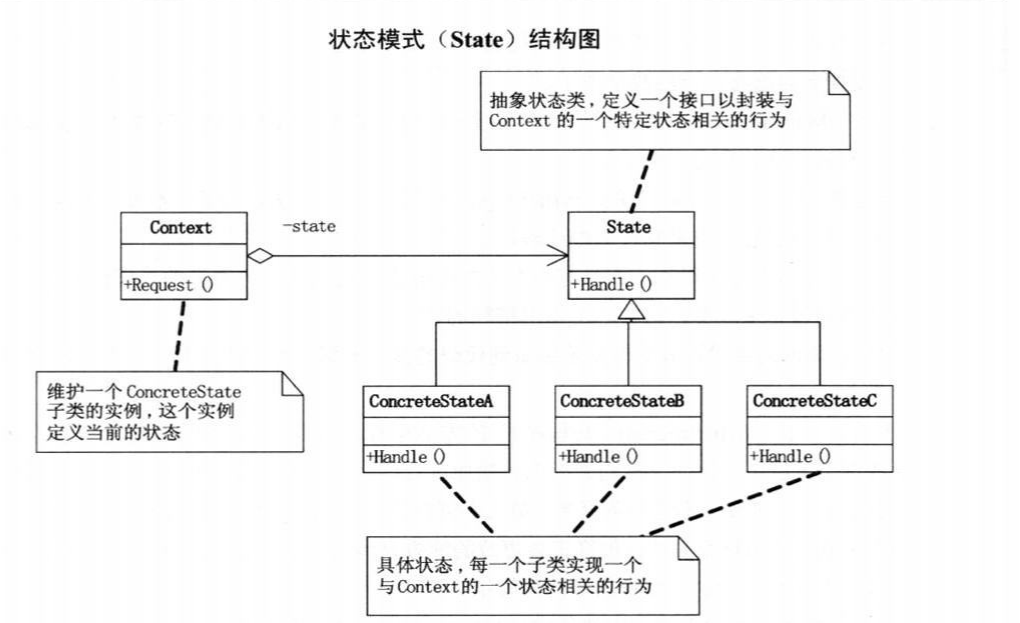 状态模式（State）结构图
抽象状态类，定义一个接口以封装与
Context 的一个特定状态相关的行为
Context
-state
State
+Request()
+Handle()
维护一个 ConcreteState
子类的实例，这个实例
定义当前的状态
ConcreteStateA
ConcreteStateB
ConcreteStateC
+Handle()
+Handle()
+Handle()
具体状态，每一个子类实现一个
与Context的一个状态相关的行为